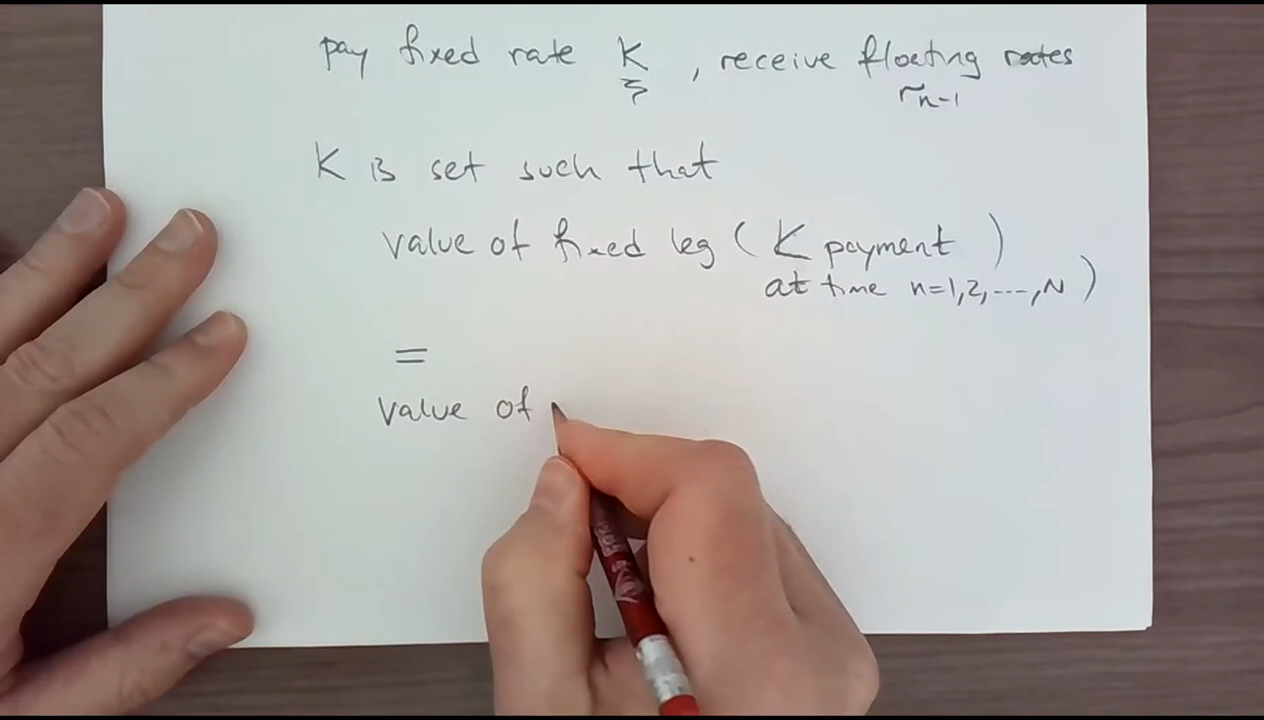 pay fixed rate K , receive floating rates
r_{n-1}
K is set such that
value of fixed leg ( K payment )
at time n=1,2,---,N )
=
value of